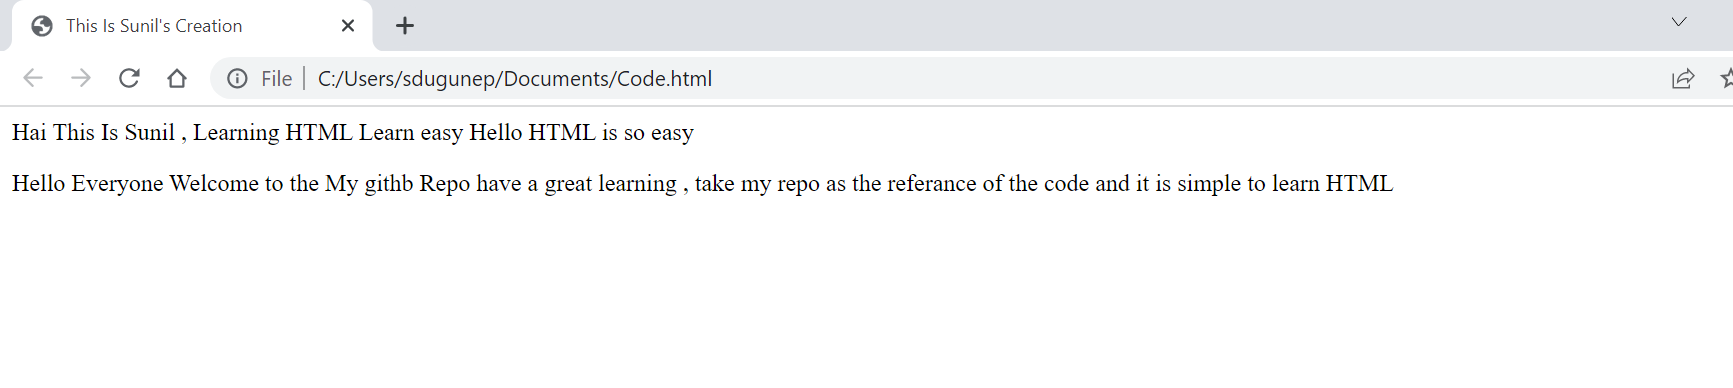 This Is Sunil's Creation
File C:/Users/sdugunep/Documents/Code.html
Hai This Is Sunil , Learning HTML Learn easy Hello HTML is so easy
Hello Everyone Welcome to the My githb Repo have a great learning , take my repo as the referance of the code and it is simple to learn HTML